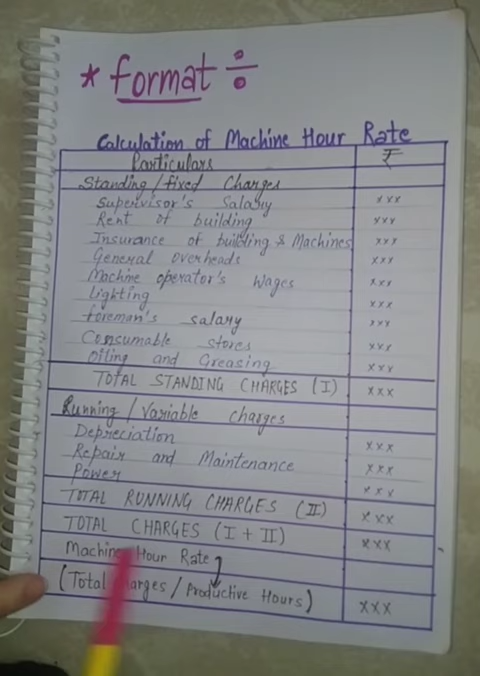 * format ÷
Calculation of Machine Hour Rate
Particulars ₹
Standing/fixed Charges
Supervisor's Salary xxx
Rent of building xxx
Insurance of building & Machines xxx
General overheads xxx
Machine operator's Wages xxx
Lighting xxx
foreman's salary xxx
Consumable stores xxx
Oiling and Greasing xxx
TOTAL STANDING CHARGES (I) xxx
Running/Variable charges
Depreciation xxx
Repair and Maintenance xxx
Power xxx
TOTAL RUNNING CHARGES (II) xxx
TOTAL CHARGES (I + II) xxx
Machine Hour Rate
(Total Charges / Productive Hours) xxx